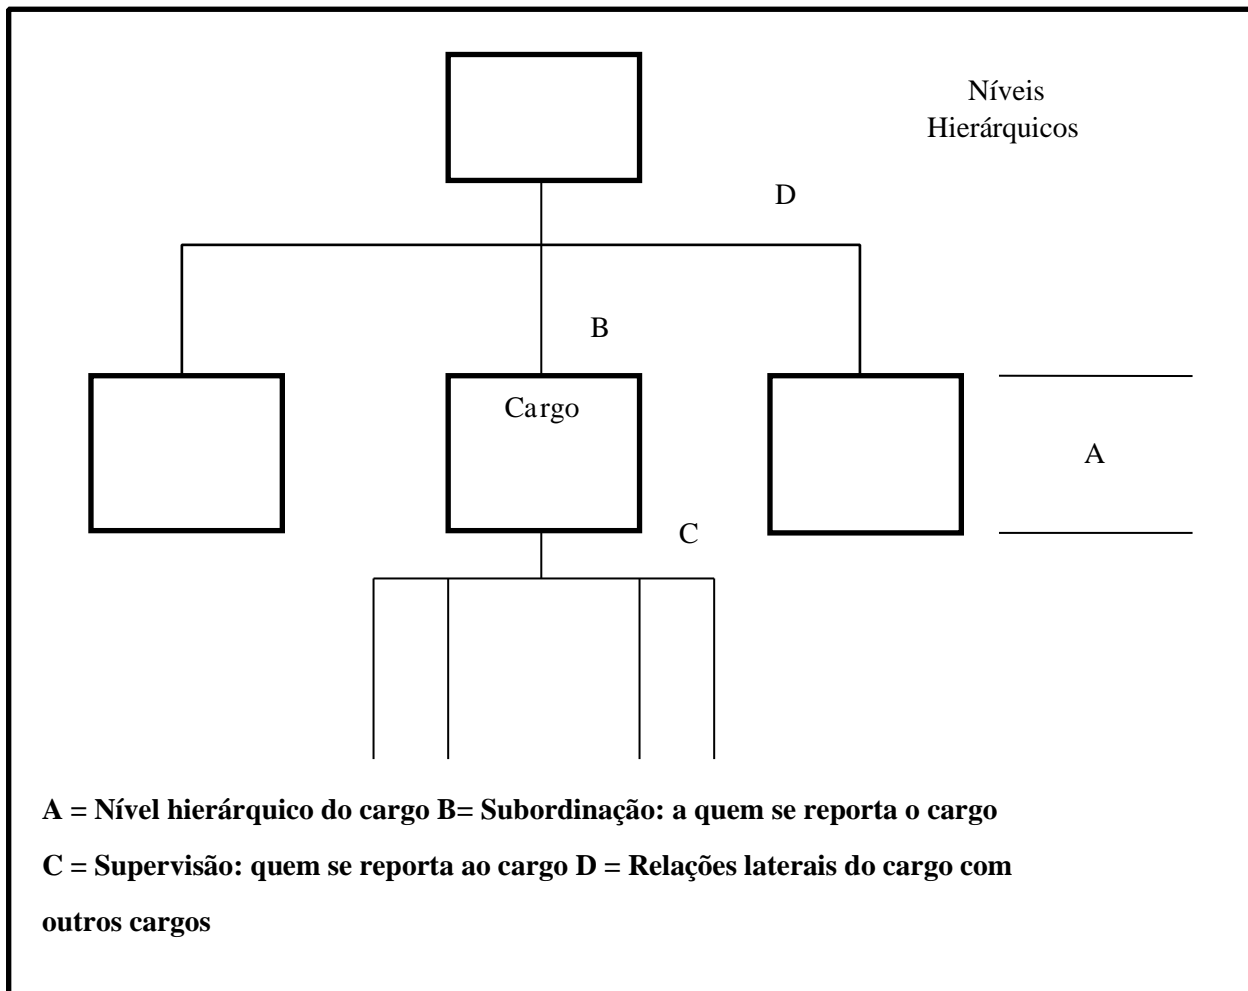 Níveis
Hierárquicos
D
B
Cargo
A
C
A = Nível hierárquico do cargo B= Subordinação: a quem se reporta o cargo
C = Supervisão: quem se reporta ao cargo D = Relações laterais do cargo com
outros cargos